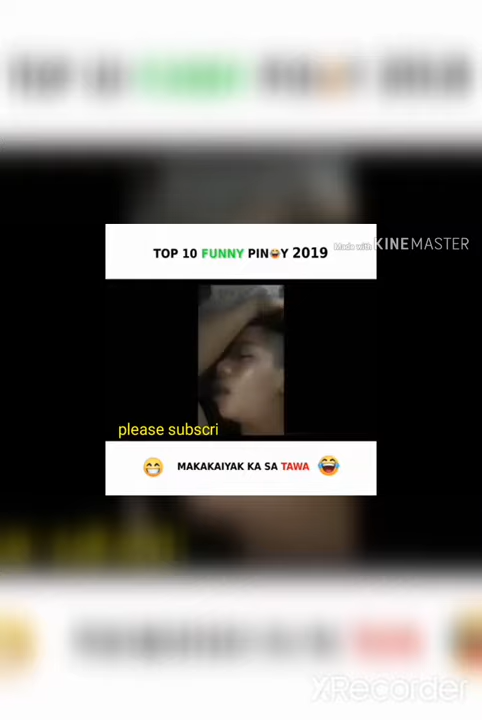 TOP 10 FUNNY PIN😂Y 2019
Made with KINEMASTER
please subscri
MAKAKAIYAK KA SA TAWA
XRecorder